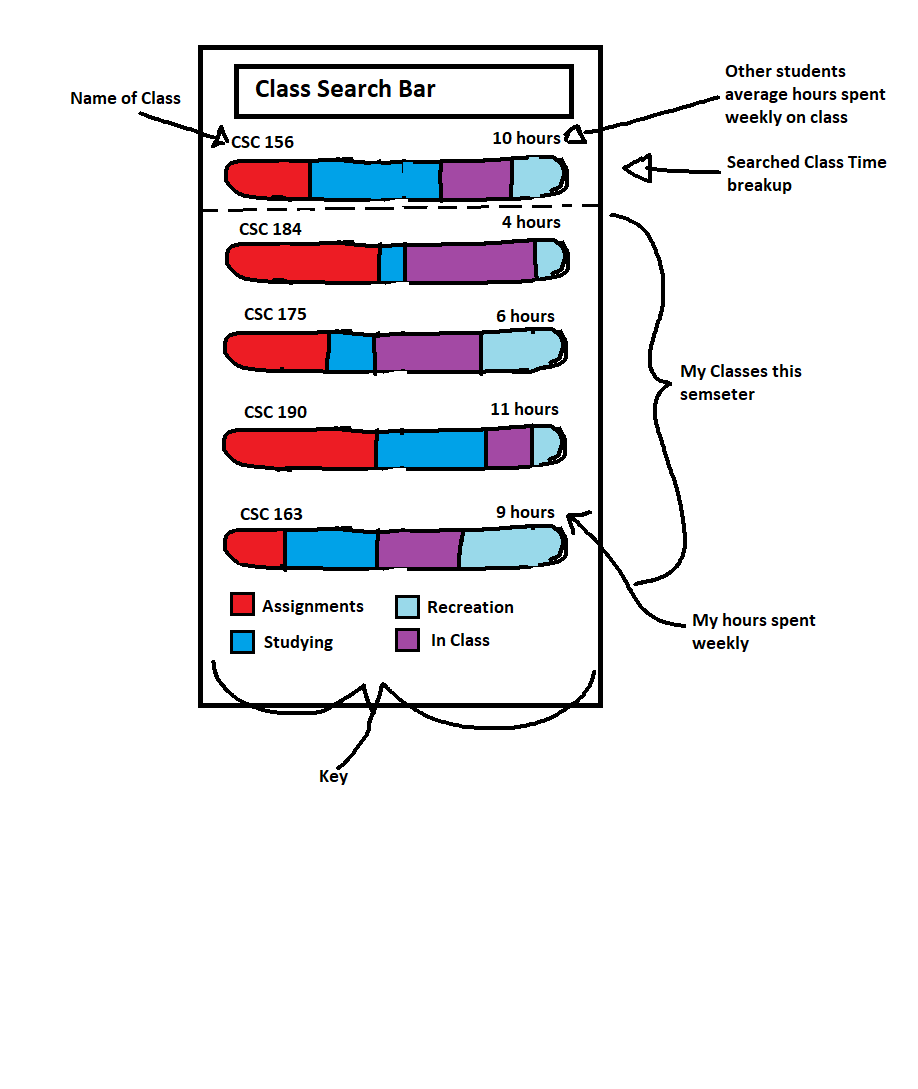 Class Search Bar
Name of Class
Other students
average hours spent
weekly on class
CSC 156
10 hours
Searched Class Time
breakup
CSC 184
4 hours
CSC 175
6 hours
My Classes this
semseter
CSC 190
11 hours
CSC 163
9 hours
Assignments
Recreation
Studying
In Class
My hours spent
weekly
Key